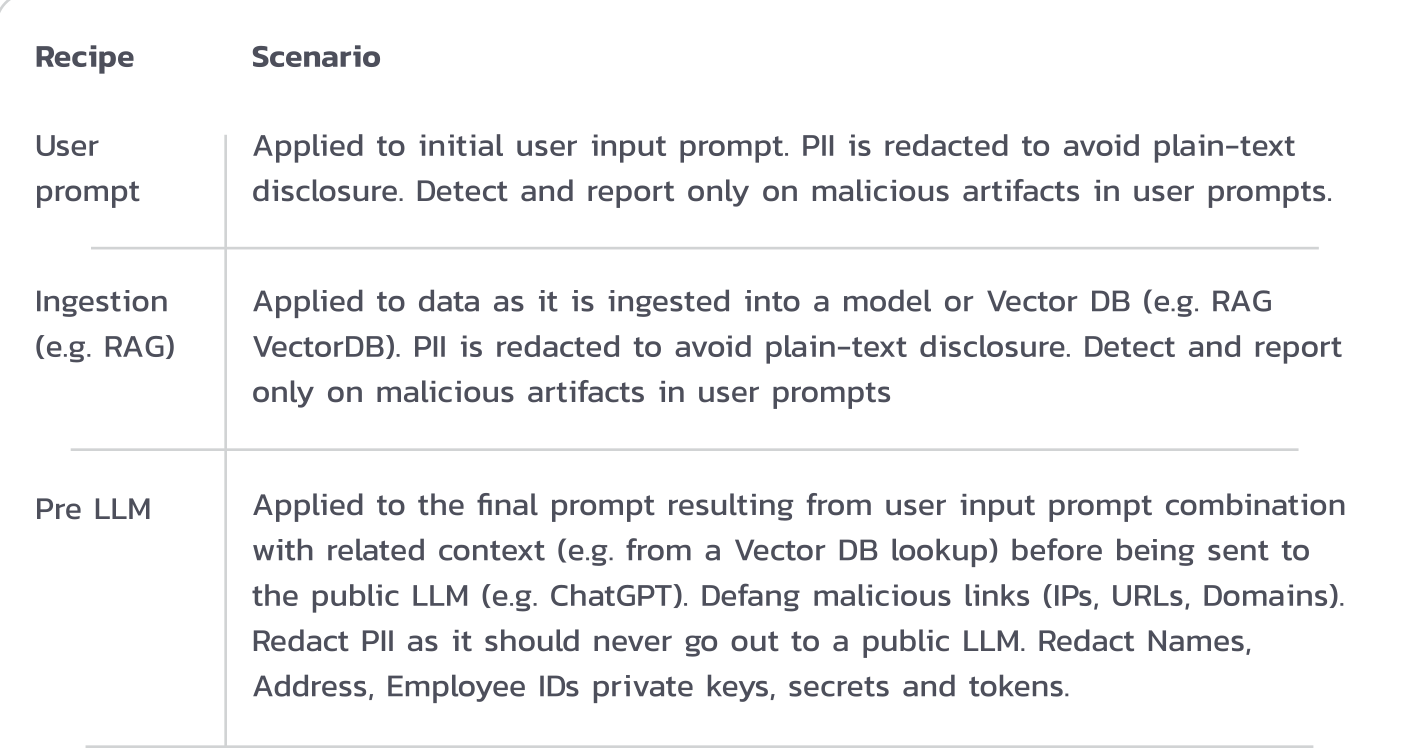 Recipe
Scenario
User
prompt
Applied to initial user input prompt. PII is redacted to avoid plain-text
disclosure. Detect and report only on malicious artifacts in user prompts.
Ingestion
(e.g. RAG)
Applied to data as it is ingested into a model or Vector DB (e.g. RAG
VectorDB). PII is redacted to avoid plain-text disclosure. Detect and report
only on malicious artifacts in user prompts
Pre LLM
Applied to the final prompt resulting from user input prompt combination
with related context (e.g. from a Vector DB lookup) before being sent to
the public LLM (e.g. ChatGPT). Defang malicious links (IPs, URLs, Domains).
Redact PII as it should never go out to a public LLM. Redact Names,
Address, Employee IDs private keys, secrets and tokens.